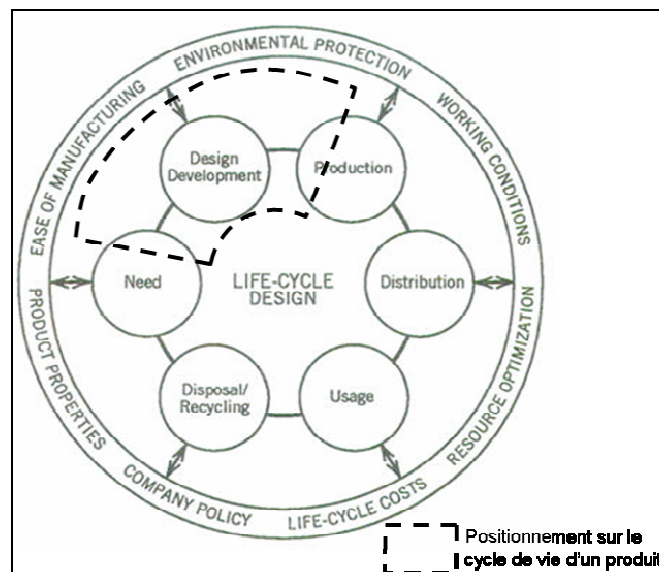 ENVIRONMENTAL PROTECTION
WORKING CONDITIONS
RESOURCE OPTIMIZATION
LIFE-CYCLE COSTS
COMPANY POLICY
PRODUCT PROPERTIES
EASE OF MANUFACTURING
Design
Development
Production
Need
LIFE-CYCLE
DESIGN
Distribution
Disposal/
Recycling
Usage
Positionnement sur le
cycle de vie d'un produit